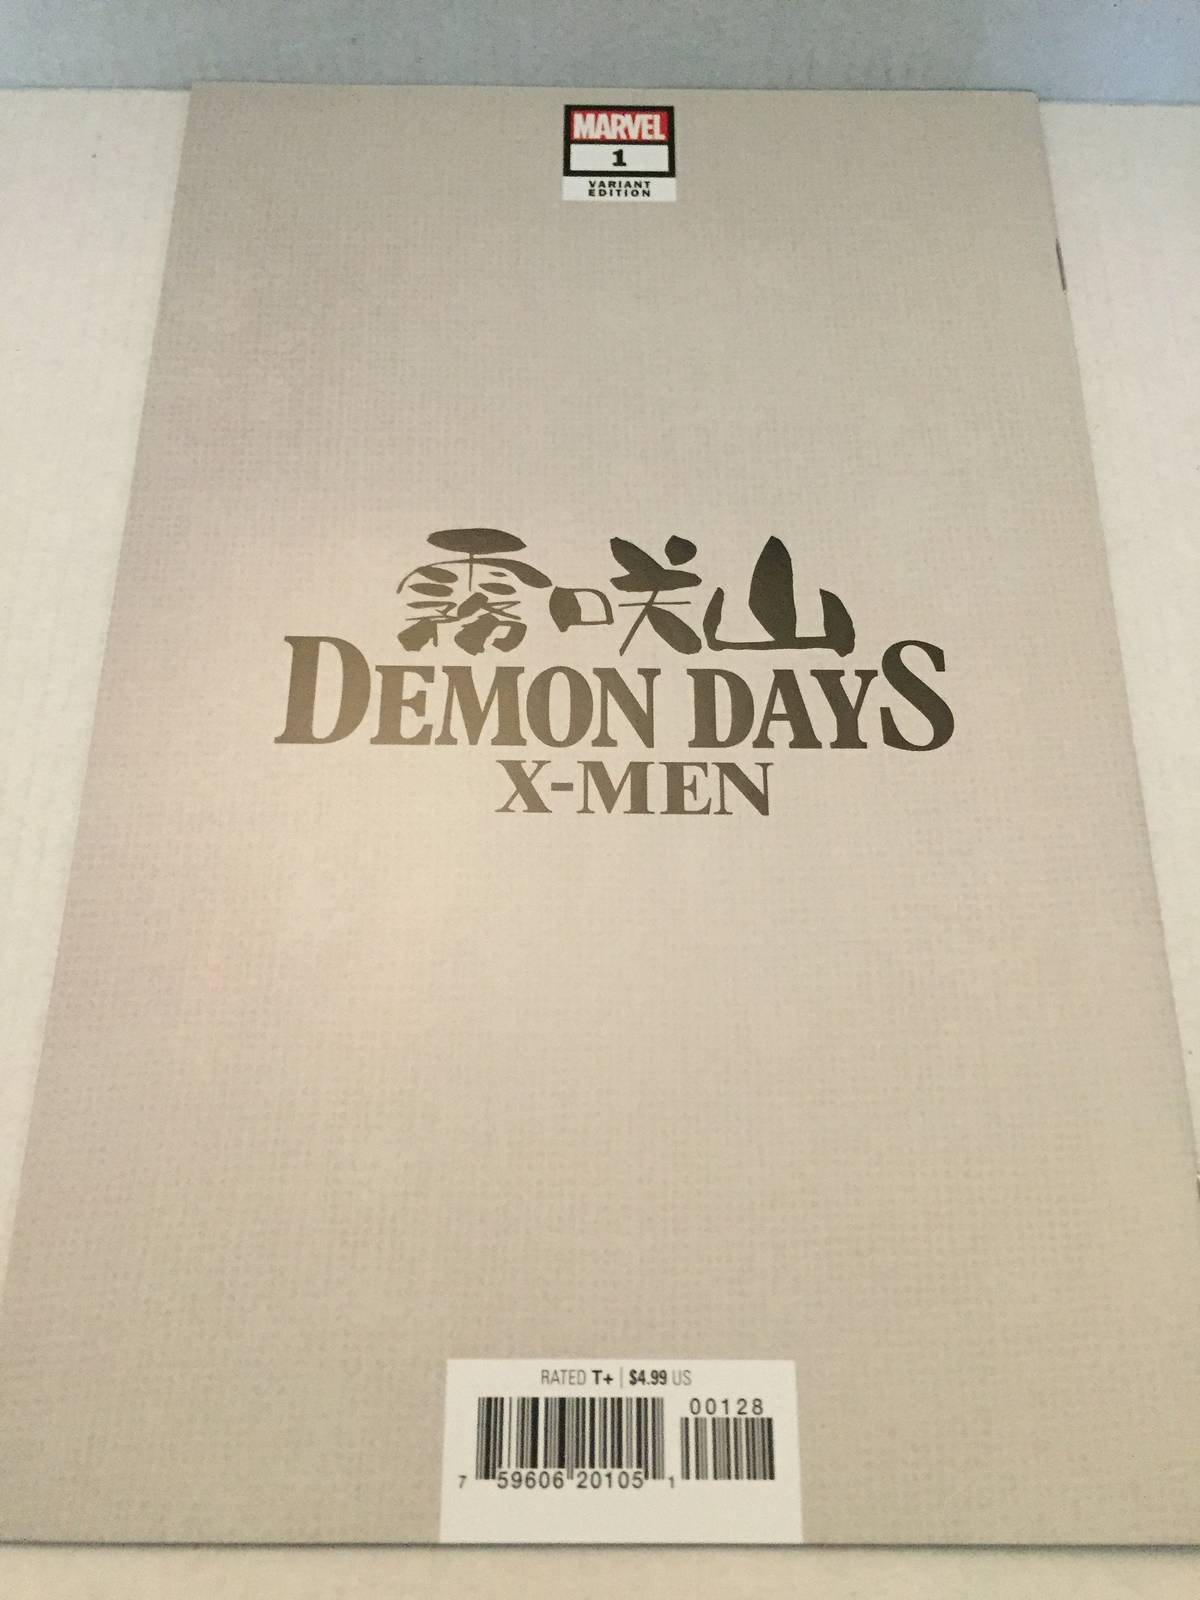 MARVEL
1
VARIANT
EDITION
霧咲山
DEMON DAYS
X-MEN
RATED T+ | $4.99 US
00128
7 59606 20105 1